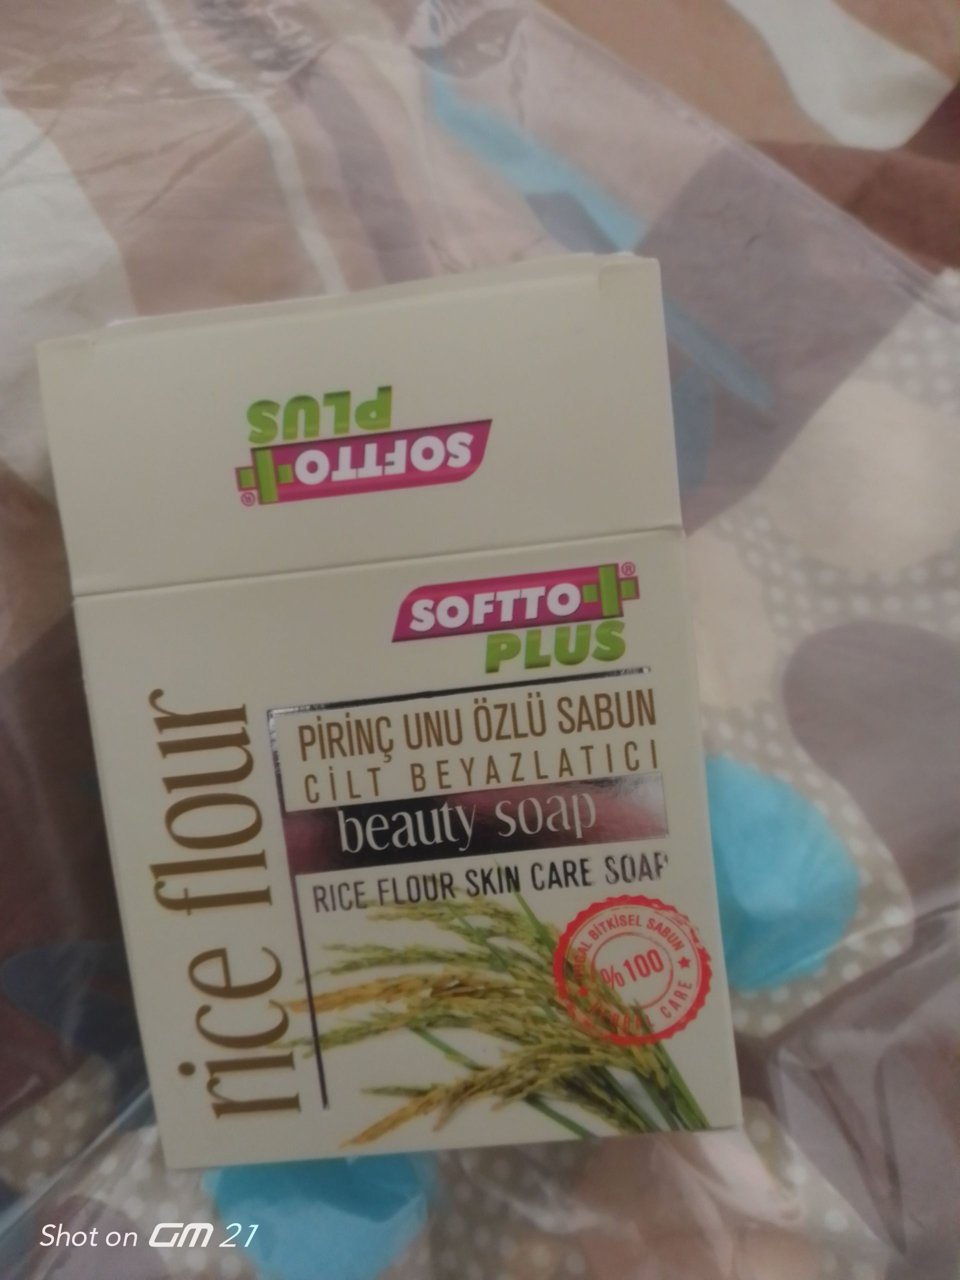 SOFTTO
PLUS
®
SOFTTO
PLUS
®
rice flour
PİRİNÇ UNU ÖZLÜ SABUN
CİLT BEYAZLATICI
beauty soap
RICE FLOUR SKIN CARE SOAP
BİTKİSEL SABUN
%100
CARE
Shot on GM 21